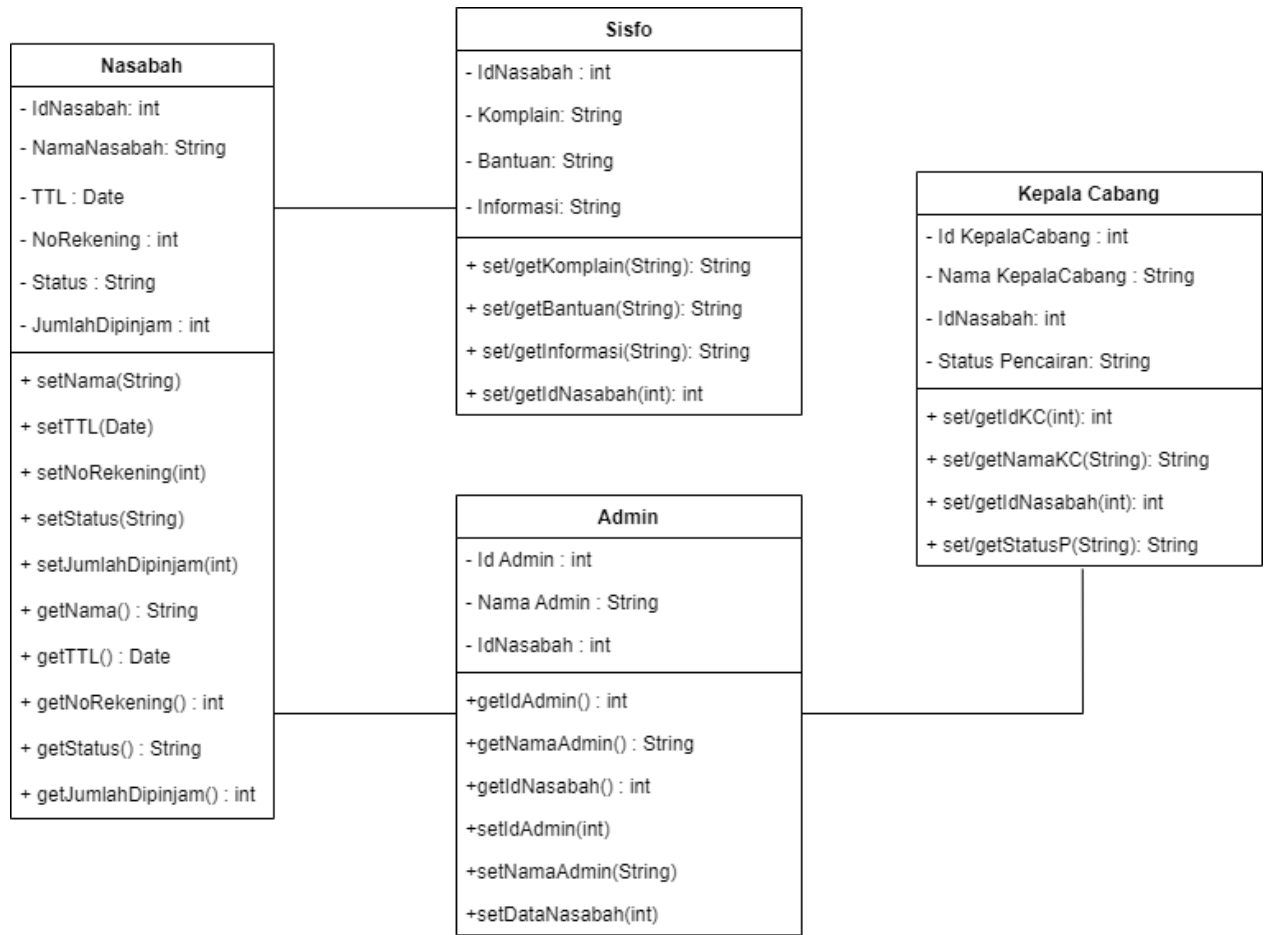 Nasabah
- IdNasabah: int
- NamaNasabah: String
- TTL : Date
- NoRekening : int
- Status : String
- JumlahDipinjam : int
+ setNama(String)
+ setTTL(Date)
+ setNoRekening(int)
+ setStatus(String)
+ setJumlahDipinjam(int)
+ getNama() : String
+ getTTL() : Date
+ getNoRekening() : int
+ getStatus() : String
+ getJumlahDipinjam() : int
Sisfo
- IdNasabah : int
- Komplain: String
- Bantuan: String
- Informasi: String
+ set/getKomplain(String): String
+ set/getBantuan(String): String
+ set/getInformasi(String): String
+ set/getIdNasabah(int): int
Admin
- Id Admin : int
- Nama Admin : String
- IdNasabah : int
+getIdAdmin() : int
+getNamaAdmin() : String
+getIdNasabah() : int
+setIdAdmin(int)
+setNamaAdmin(String)
+setDataNasabah(int)
Kepala Cabang
- Id KepalaCabang : int
- Nama KepalaCabang : String
- IdNasabah: int
- Status Pencairan: String
+ set/getIdKC(int): int
+ set/getNamaKC(String): String
+ set/getIdNasabah(int): int
+ set/getStatusP(String): String